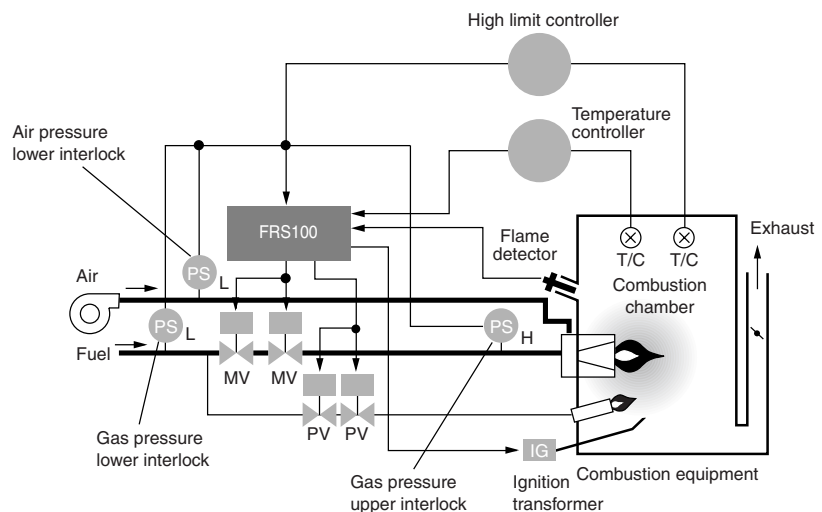 High limit controller
Temperature
controller
Air pressure
lower interlock
FRS100
Flame
detector
T/C
T/C
Exhaust
Combustion
chamber
PS
L
Air
PS
L
PS
H
Fuel
MV
MV
PV
PV
IG
Gas pressure
lower interlock
Gas pressure
upper interlock
Ignition
transformer
Combustion equipment